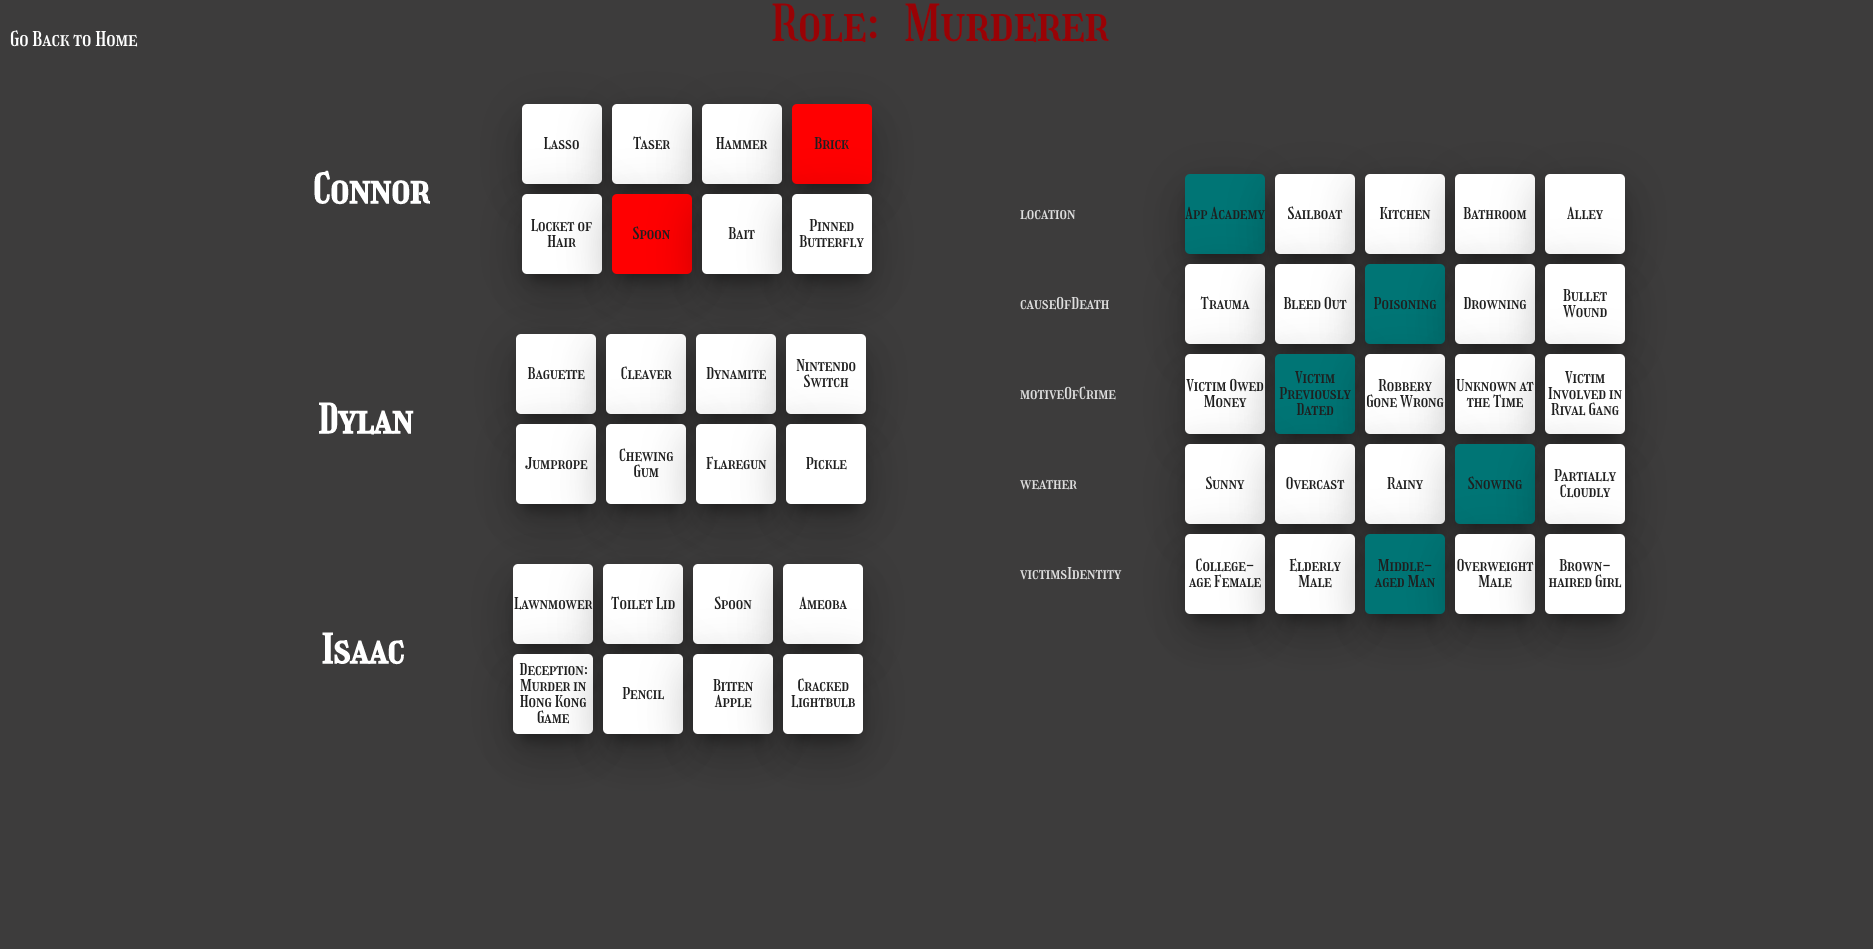 Role: Murderer
Go Back to Home
Connor
Lasso
Taser
Hammer
Brick
Locket of
Hair
Spoon
Bait
Pinned
Butterfly
Dylan
Baguette
Cleaver
Dynamite
Nintendo
Switch
Jumprope
Chewing
Gum
Flaregun
Pickle
Isaac
Lawnmower
Toilet Lid
Spoon
Ameoba
Deception:
Murder in
Hong Kong
Game
Pencil
Bitten
Apple
Cracked
Lightbulb
location
App Academy
Sailboat
Kitchen
Bathroom
Alley
causeOfDeath
Trauma
Bleed Out
Poisoning
Drowning
Bullet
Wound
motiveOfCrime
Victim Owed
Money
Victim
Previously
Dated
Robbery
Gone Wrong
Unknown at
the Time
Victim
Involved in
Rival Gang
weather
Sunny
Overcast
Rainy
Snowing
Partially
Cloudly
victimsIdentity
College-
age Female
Elderly
Male
Middle-
aged Man
Overweight
Male
Brown-
haired Girl